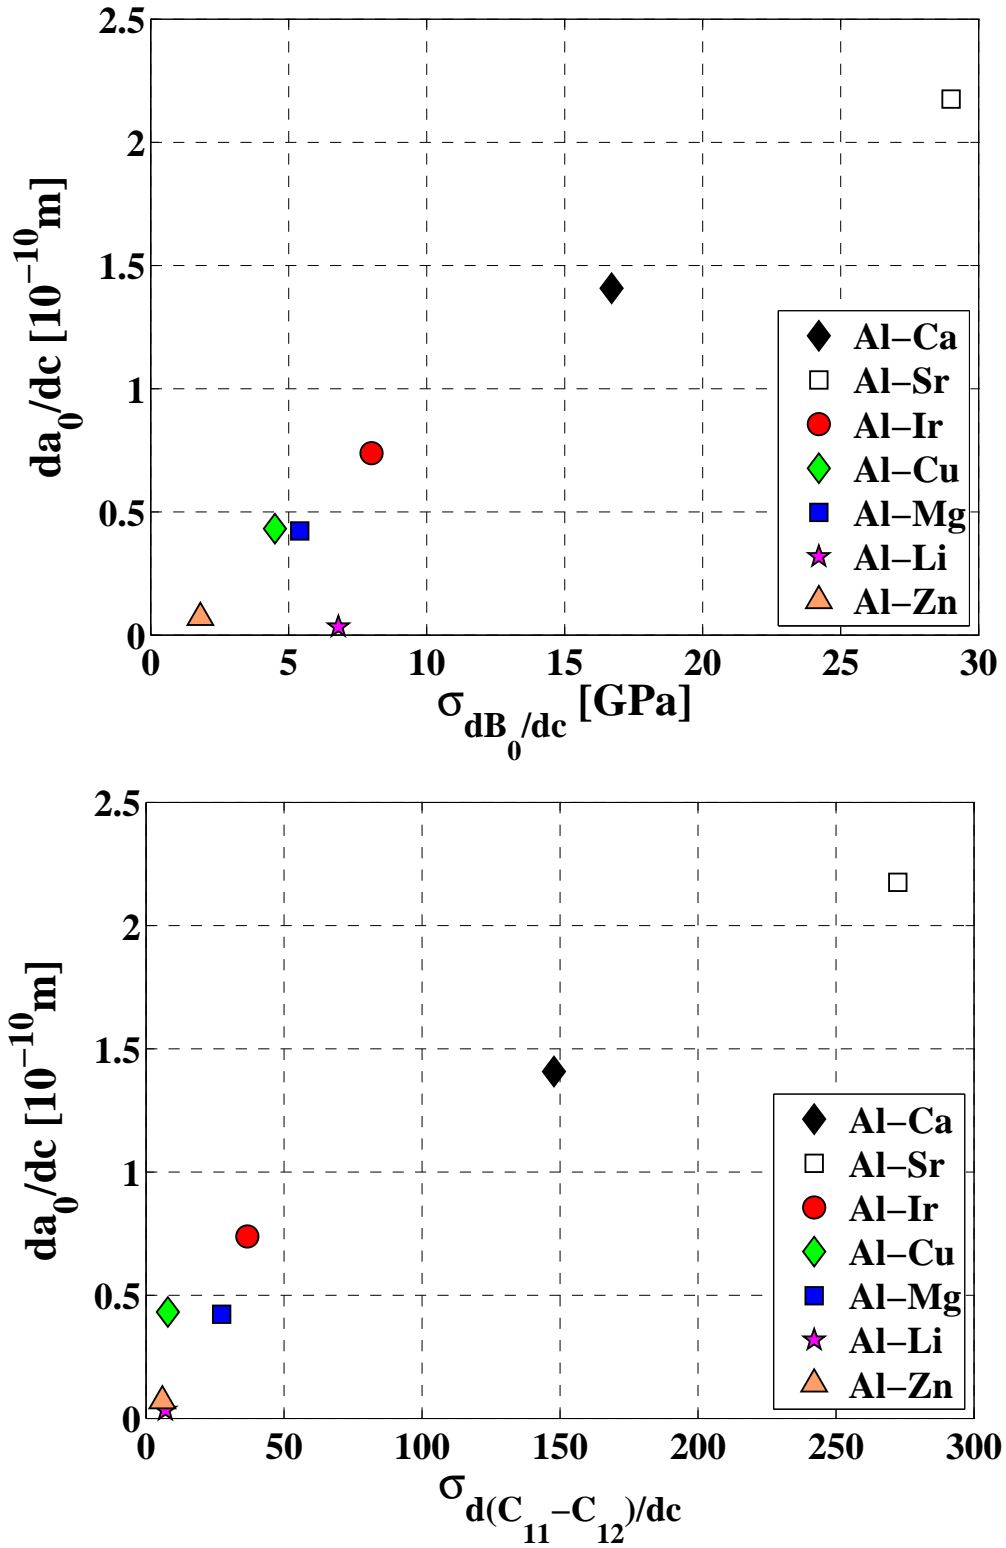 2.5
2
1.5
1
0.5
0
da₀/dc [10⁻¹⁰m]
Al−Ca
Al−Sr
Al−Ir
Al−Cu
Al−Mg
Al−Li
Al−Zn
0 5 10 15 20 25 30
σ_dB₀/dc [GPa]
2.5
2
1.5
1
0.5
0
da₀/dc [10⁻¹⁰m]
Al−Ca
Al−Sr
Al−Ir
Al−Cu
Al−Mg
Al−Li
Al−Zn
0 50 100 150 200 250 300
σ_d(C₁₁−C₁₂)/dc